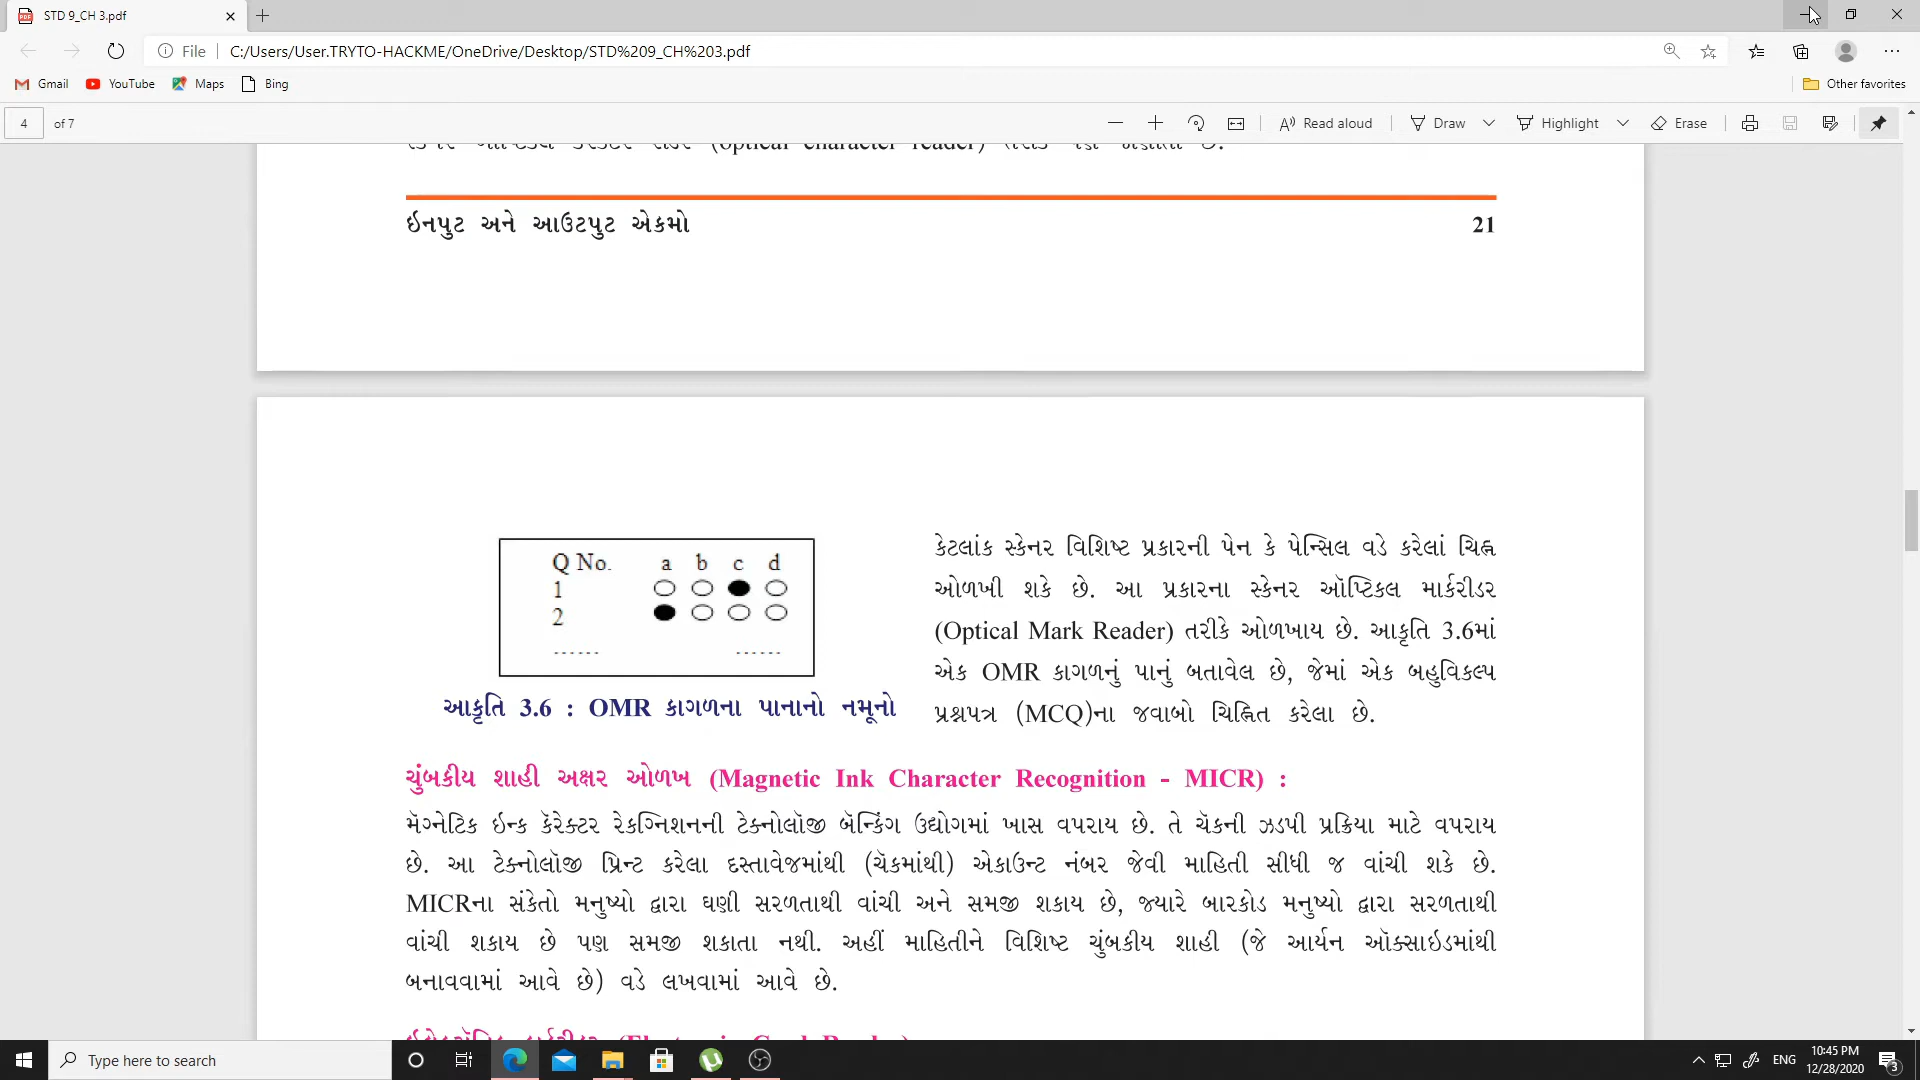 STD 9_CH 3.pdf
File
C:/Users/User.TRYTO-HACKME/OneDrive/Desktop/STD%209_CH%203.pdf
Gmail YouTube Maps Bing Other favorites
4 of 7 Read aloud Draw Highlight Erase
(optical character reader)
ઇનપુટ અને આઉટપુટ એકમો 21
Q No. a b c d
1
2
...... ......
આકૃતિ 3.6 : OMR કાગળના પાનાનો નમૂનો
કેટલાંક સ્કેનર વિશિષ્ટ પ્રકારની પેન કે પેન્સિલ વડે કરેલાં ચિહ્ન
ઓળખી શકે છે. આ પ્રકારના સ્કેનર ઑપ્ટિકલ માર્કરીડર
(Optical Mark Reader) તરીકે ઓળખાય છે. આકૃતિ 3.6માં
એક OMR કાગળનું પાનું બતાવેલ છે, જેમાં એક બહુવિકલ્પ
પ્રશ્નપત્ર (MCQ)ના જવાબો ચિહ્નિત કરેલા છે.
ચુંબકીય શાહી અક્ષર ઓળખ (Magnetic Ink Character Recognition - MICR) :
મૅગ્નેટિક ઇન્ક કૅરેક્ટર રેકગ્નિશનની ટેક્નોલૉજી બૅન્કિંગ ઉદ્યોગમાં ખાસ વપરાય છે. તે ચૅકની ઝડપી પ્રક્રિયા માટે વપરાય
છે. આ ટેક્નોલૉજી પ્રિન્ટ કરેલા દસ્તાવેજમાંથી (ચૅકમાંથી) એકાઉન્ટ નંબર જેવી માહિતી સીધી જ વાંચી શકે છે.
MICRના સંકેતો મનુષ્યો દ્વારા ઘણી સરળતાથી વાંચી અને સમજી શકાય છે, જ્યારે બારકોડ મનુષ્યો દ્વારા સરળતાથી
વાંચી શકાય છે પણ સમજી શકાતા નથી. અહીં માહિતીને વિશિષ્ટ ચુંબકીય શાહી (જે આર્યન ઑક્સાઇડમાંથી
બનાવવામાં આવે છે) વડે લખવામાં આવે છે.
Type here to search
ENG
10:45 PM
12/28/2020
3